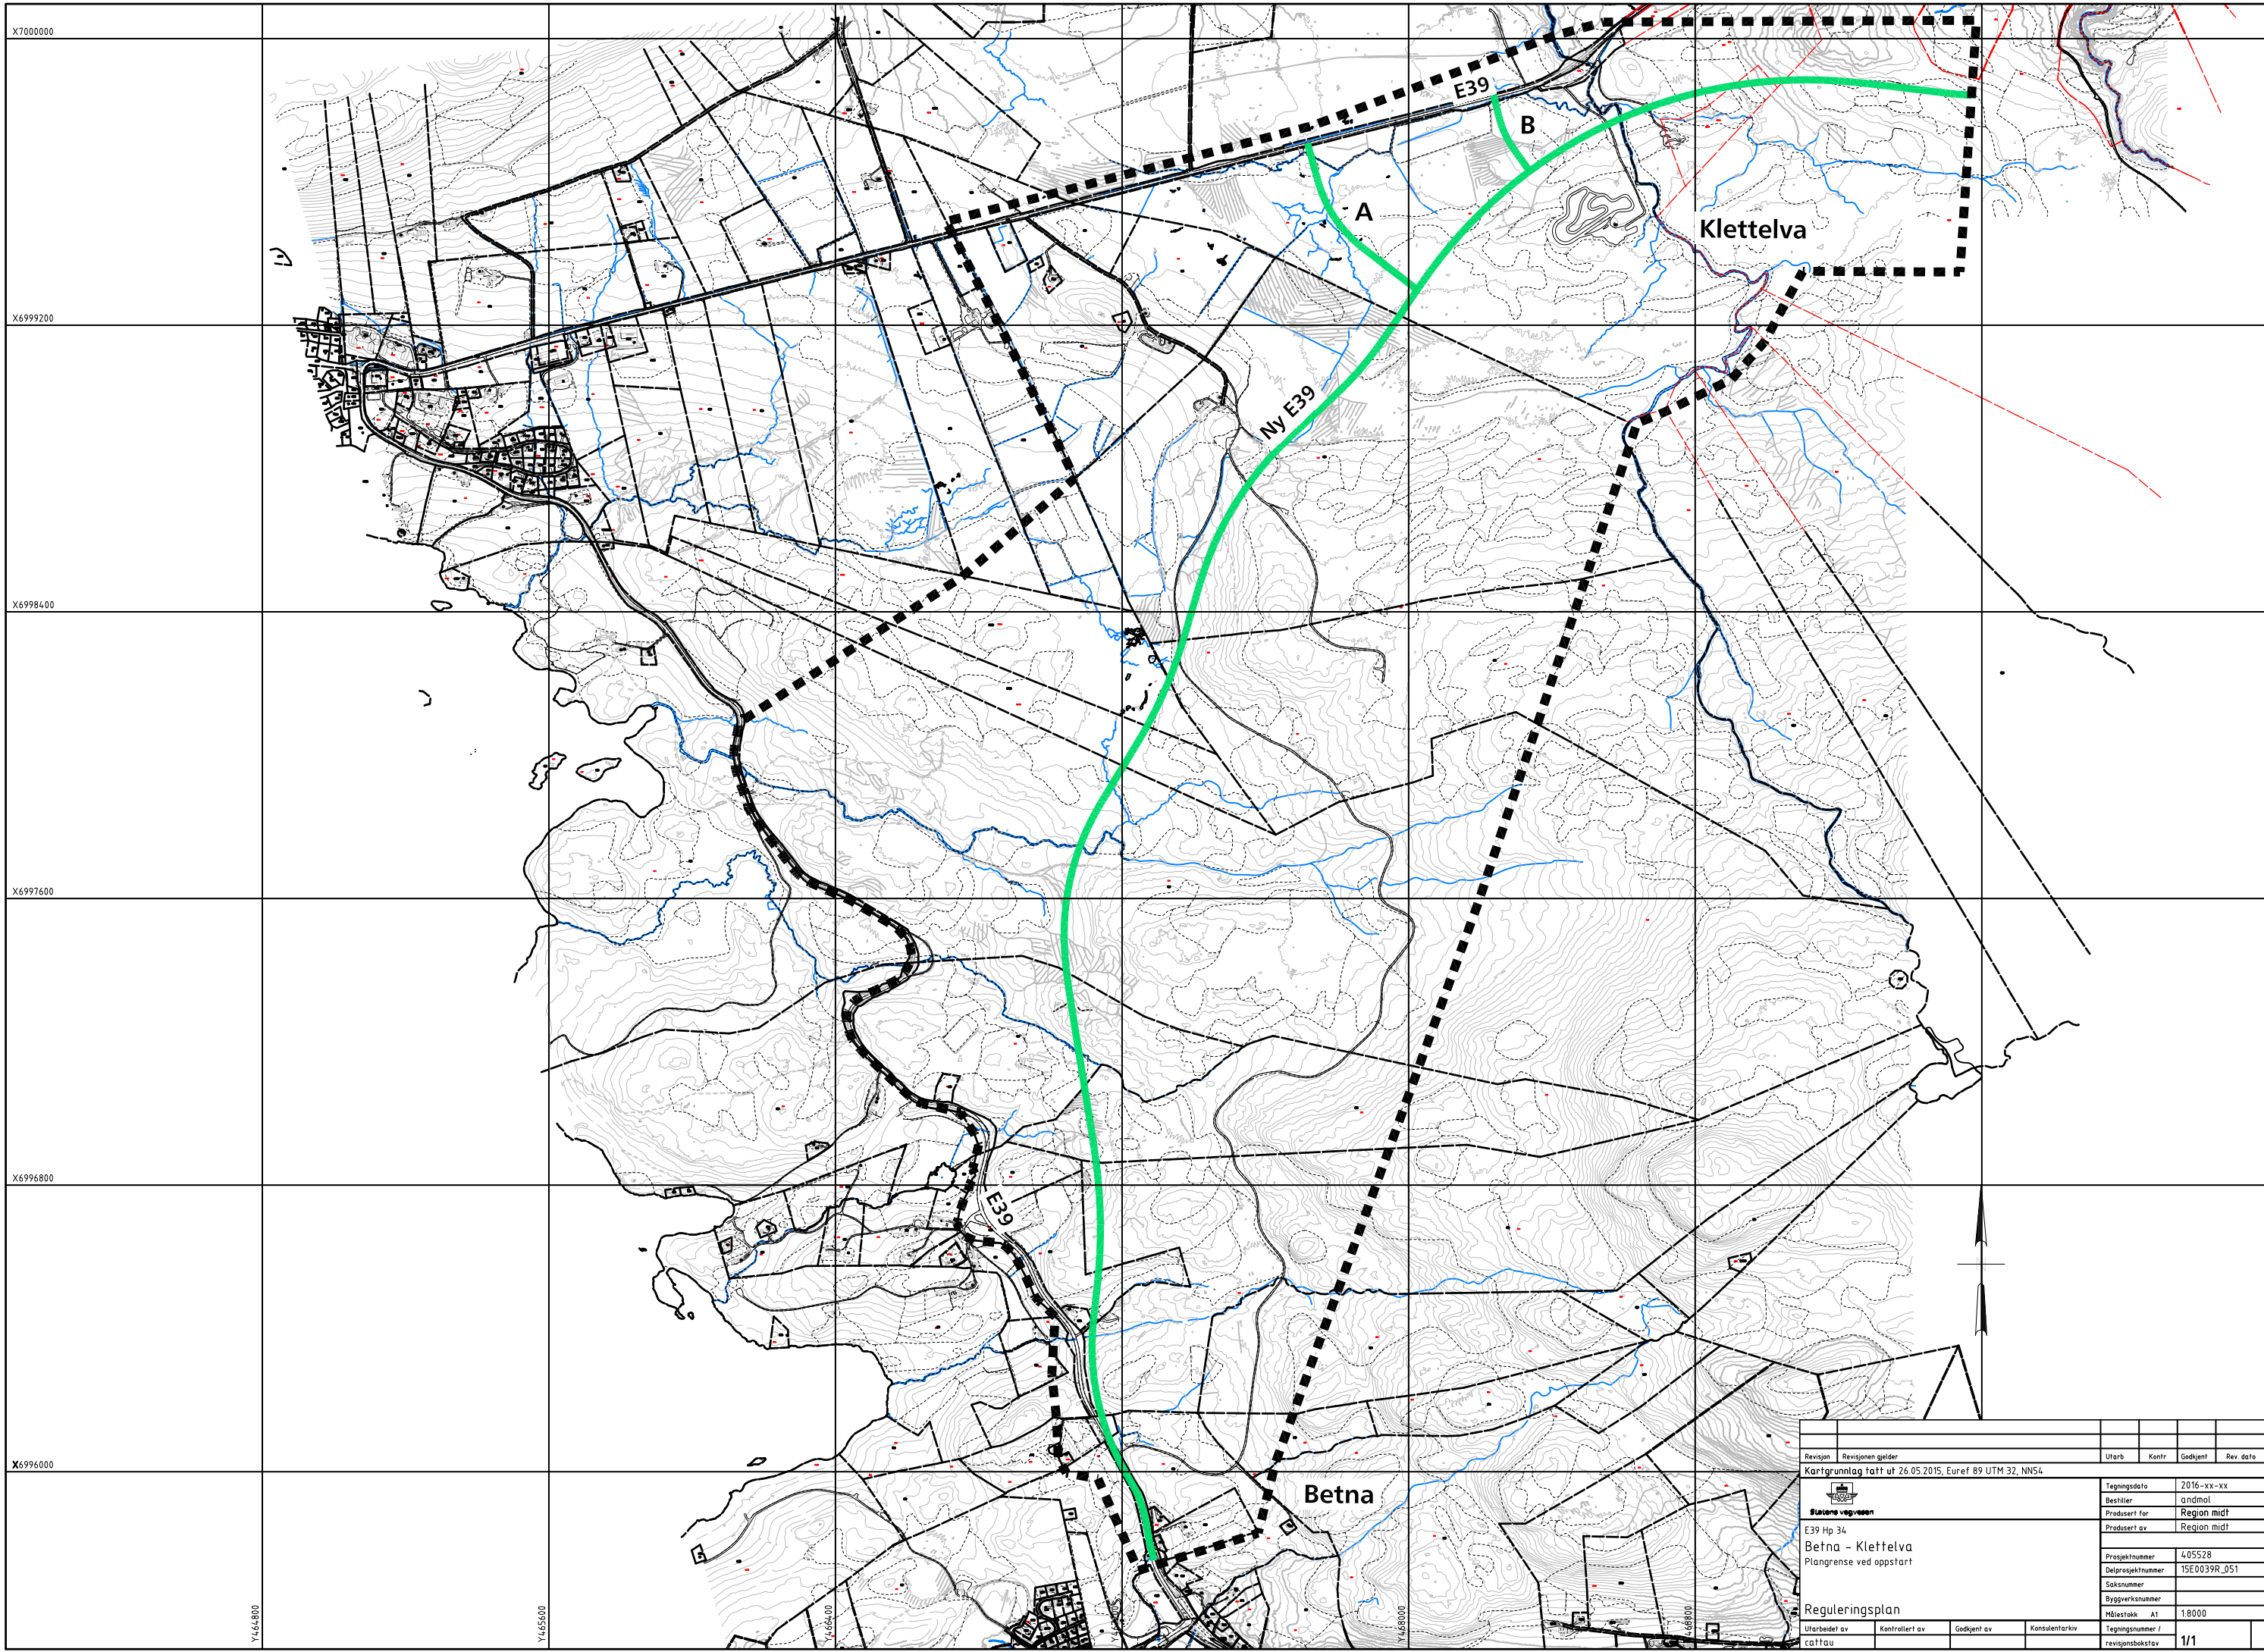 X7000000
E39
B
A
Klettelva
X6999200
Ny E39
X6998400
X6997600
X6996800
E39
X6996000
Betna
Y464800
Y465600
Y466400
Y468000
Y468800
Revisjon Revisjonen gjelder Utarb Kontr Godkjent Rev. dato
Kartgrunnlag tatt ut 26.05.2015, Euref 89 UTM 32, NN54
Statens vegvesen
E39 Hp 34
Betna - Klettelva
Plangrense ved oppstart
Reguleringsplan
Tegningsdato 2016-xx-xx
Bestiller andmol
Produsert for Region midt
Produsert av Region midt
Prosjektnummer 405528
Delprosjektnummer 15E0039R_051
Saksnummer
Byggverksnummer
Målestokk A1 1:8000
Utarbeidet av Kontrollert av Godkjent av Konsulentarkiv
cattau
Tegningsnummer /
revisjonsbokstav 1/1